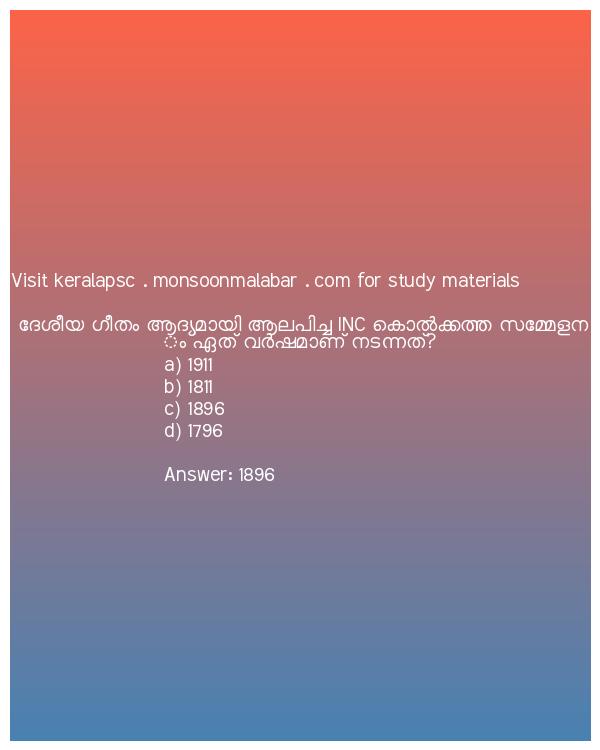 Visit keralapsc . monsoonmalabar . com for study materials
ദേശീയ ഗീതം ആദ്യമായി ആലപിച്ച INC കൊൽക്കത്ത സമ്മേളന
ം ഏത് വർഷമാണ് നടന്നത്?
a) 1911
b) 1811
c) 1896
d) 1796
Answer: 1896